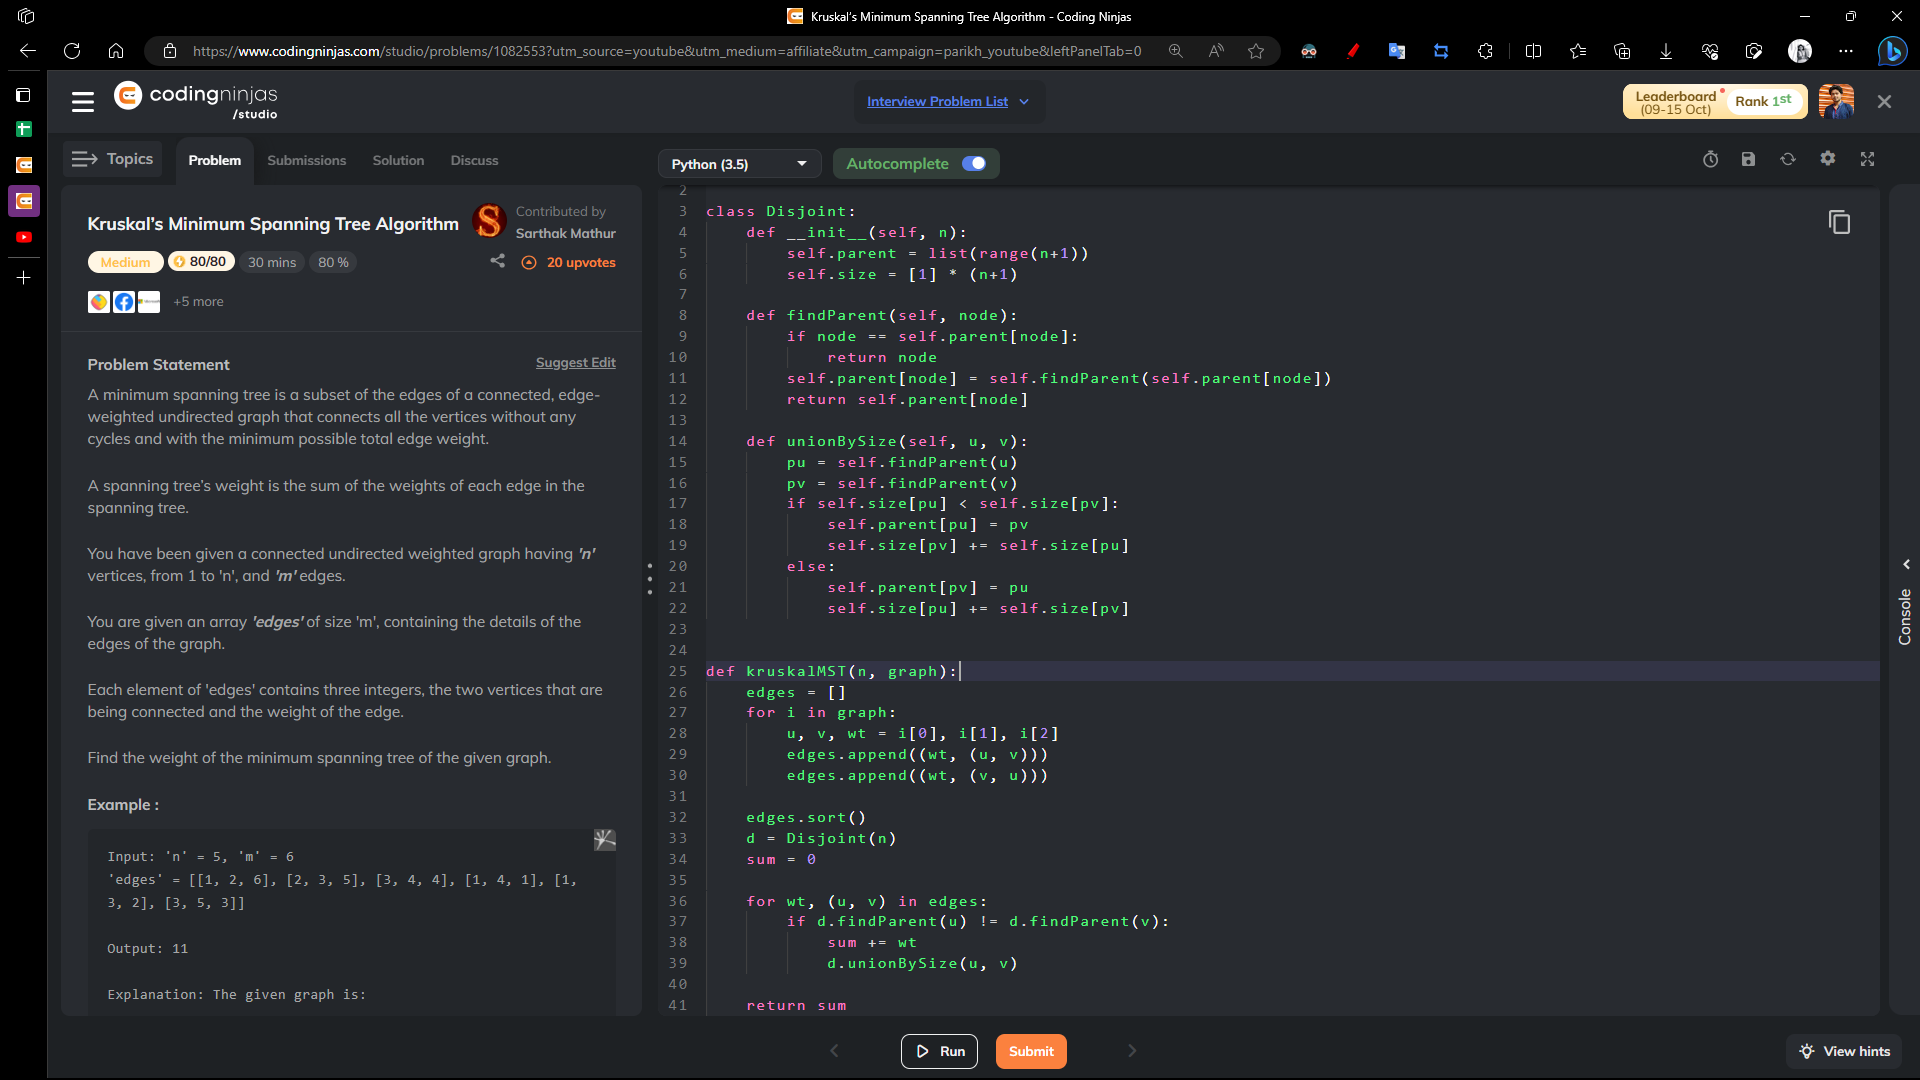 Kruskal's Minimum Spanning Tree Algorithm - Coding Ninjas
https://www.codingninjas.com/studio/problems/1082553?utm_source=youtube&utm_medium=affiliate&utm_campaign=parikh_youtube&leftPanelTab=0
codingninjas
/studio
Interview Problem List
Leaderboard
(09-15 Oct)
Rank 1st
Topics
Problem
Submissions
Solution
Discuss
Python (3.5)
Autocomplete
Kruskal's Minimum Spanning Tree Algorithm
Contributed by
Sarthak Mathur
Medium
80/80
30 mins
80 %
20 upvotes
+5 more
Problem Statement
Suggest Edit
A minimum spanning tree is a subset of the edges of a connected, edge-
weighted undirected graph that connects all the vertices without any
cycles and with the minimum possible total edge weight.
A spanning tree's weight is the sum of the weights of each edge in the
spanning tree.
You have been given a connected undirected weighted graph having 'n'
vertices, from 1 to 'n', and 'm' edges.
You are given an array 'edges' of size 'm', containing the details of the
edges of the graph.
Each element of 'edges' contains three integers, the two vertices that are
being connected and the weight of the edge.
Find the weight of the minimum spanning tree of the given graph.
Example :
Input: 'n' = 5, 'm' = 6
'edges' = [[1, 2, 6], [2, 3, 5], [3, 4, 4], [1, 4, 1], [1,
3, 2], [3, 5, 3]]
Output: 11
Explanation: The given graph is:
2
3 class Disjoint:
4     def __init__(self, n):
5         self.parent = list(range(n+1))
6         self.size = [1] * (n+1)
7
8     def findParent(self, node):
9         if node == self.parent[node]:
10             return node
11         self.parent[node] = self.findParent(self.parent[node])
12         return self.parent[node]
13
14     def unionBySize(self, u, v):
15         pu = self.findParent(u)
16         pv = self.findParent(v)
17         if self.size[pu] < self.size[pv]:
18             self.parent[pu] = pv
19             self.size[pv] += self.size[pu]
20         else:
21             self.parent[pv] = pu
22             self.size[pu] += self.size[pv]
23
24
25 def kruskalMST(n, graph):
26     edges = []
27     for i in graph:
28         u, v, wt = i[0], i[1], i[2]
29         edges.append((wt, (u, v)))
30         edges.append((wt, (v, u)))
31
32     edges.sort()
33     d = Disjoint(n)
34     sum = 0
35
36     for wt, (u, v) in edges:
37         if d.findParent(u) != d.findParent(v):
38             sum += wt
39             d.unionBySize(u, v)
40
41     return sum
Console
Run
Submit
View hints